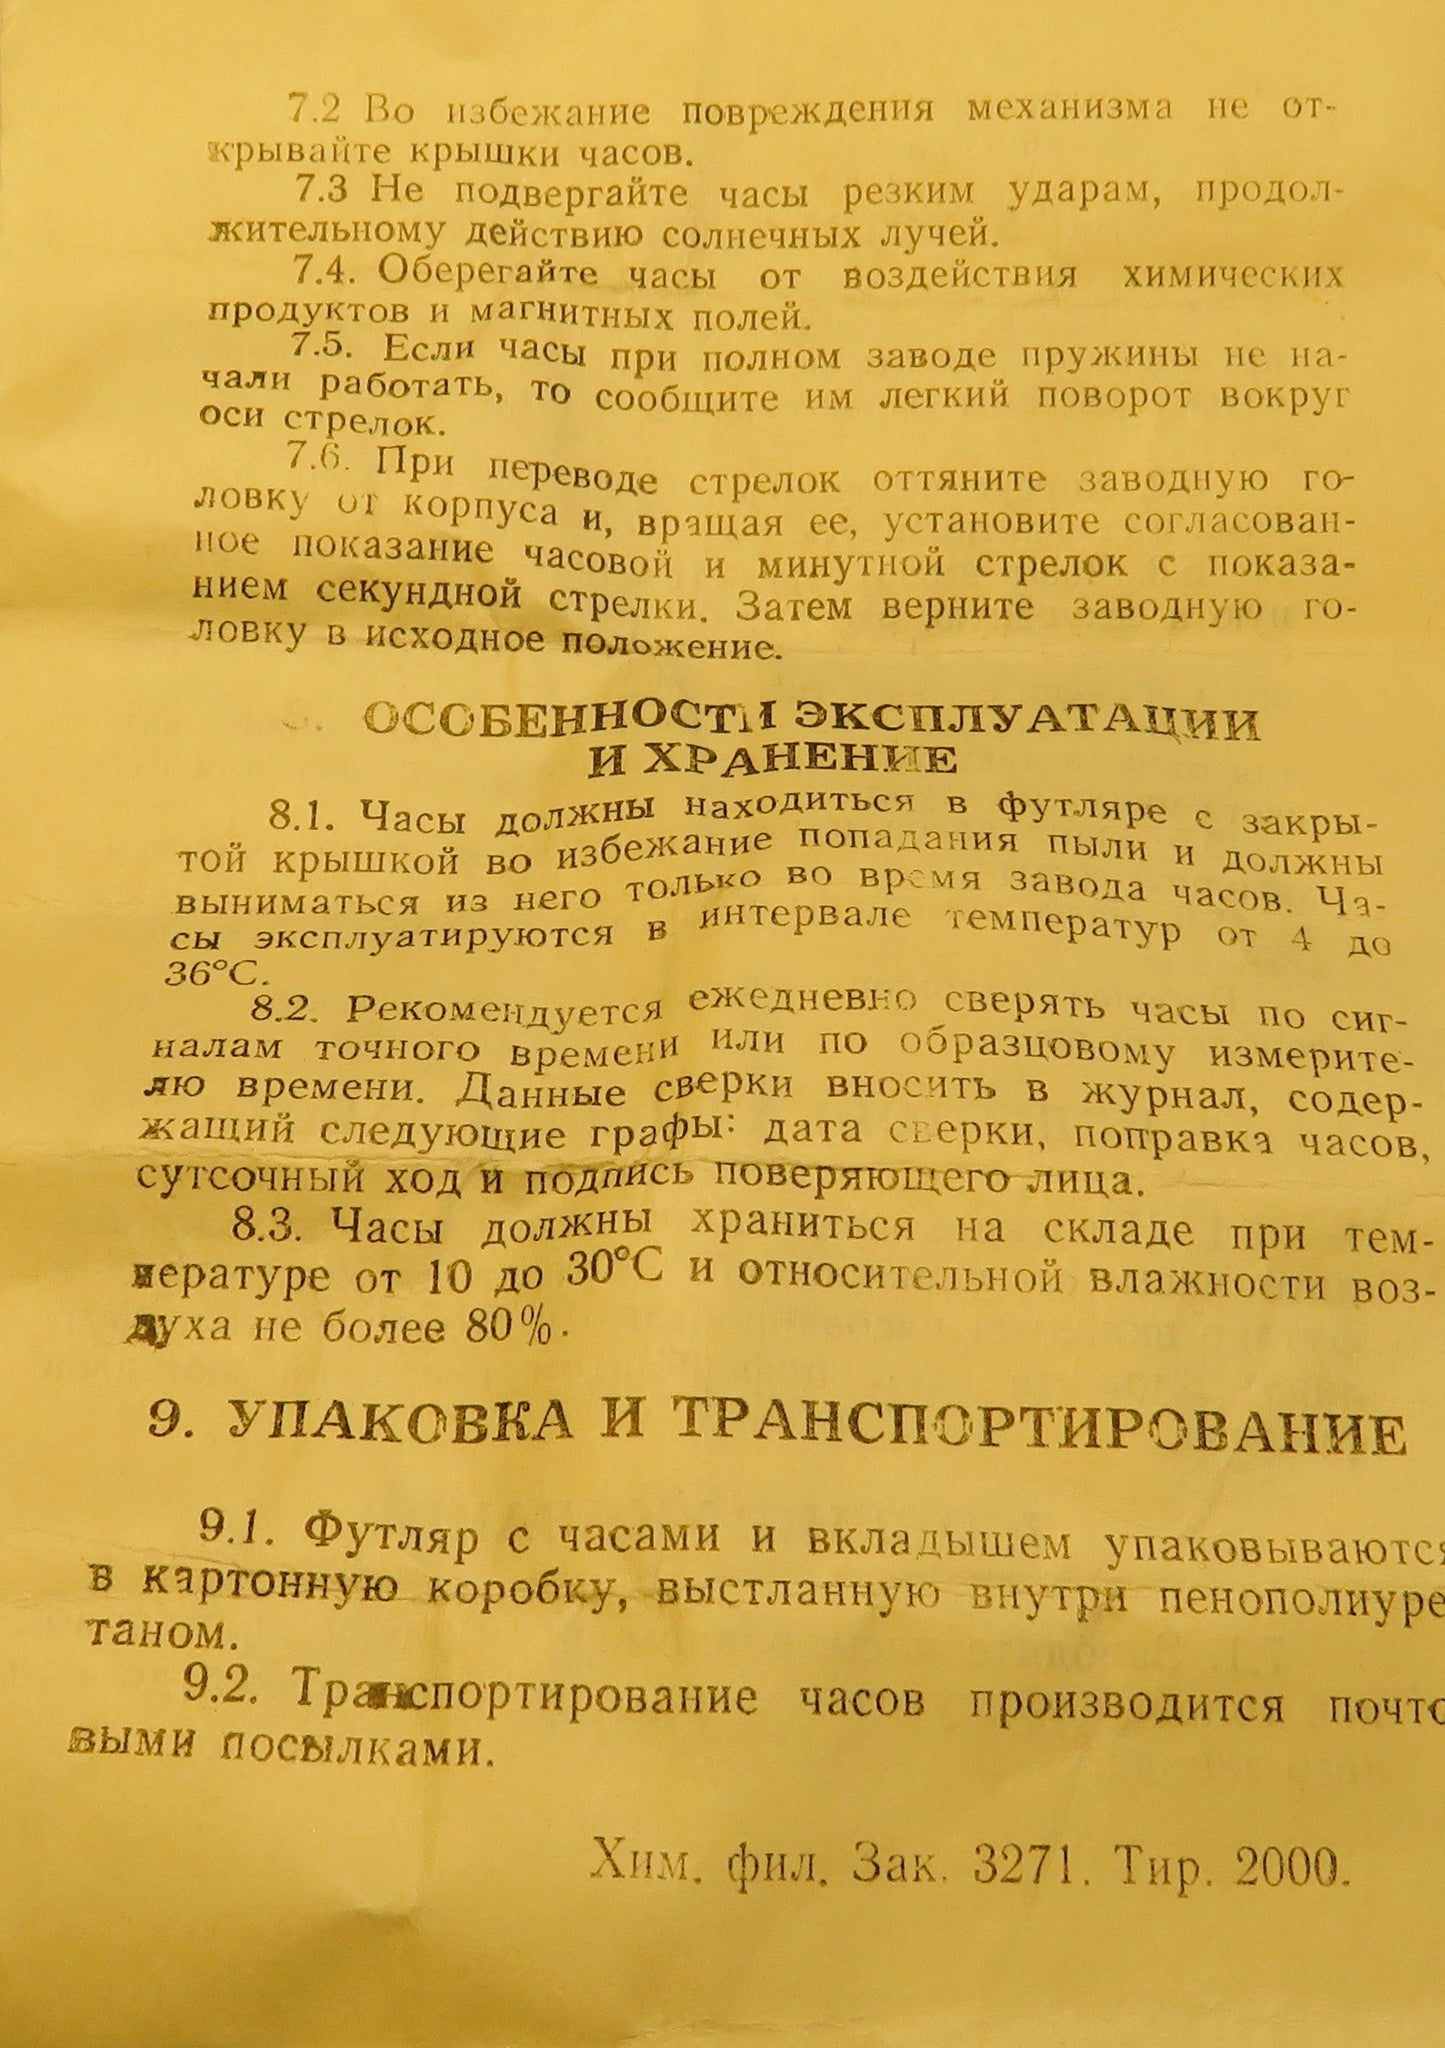 7.2 Во избежание повреждения механизма не от-
крывайте крышки часов.
7.3 Не подвергайте часы резким ударам, продол-
жительному действию солнечных лучей.
7.4. Оберегайте часы от воздействия химических
продуктов и магнитных полей.
7.5. Если часы при полном заводе пружины не на-
чали работать, то сообщите им легкий поворот вокруг
оси стрелок.
7.6. При переводе стрелок оттяните заводную го-
ловку от корпуса и, вращая ее, установите согласован-
ное показание часовой и минутной стрелок с показа-
нием секундной стрелки. Затем верните заводную го-
ловку в исходное положение.
ОСОБЕННОСТИ ЭКСПЛУАТАЦИИ
И ХРАНЕНИЕ
8.1. Часы должны находиться в футляре с закры-
той крышкой во избежание попадания пыли и должны
выниматься из него только во время завода часов. Ча-
сы эксплуатируются в интервале температур от 4 до
36°С.
8.2. Рекомендуется ежедневно сверять часы по сиг-
налам точного времени или по образцовому измерите-
лю времени. Данные сверки вносить в журнал, содер-
жащий следующие графы: дата сверки, поправка часов,
сутсочный ход и подпись поверяющего лица.
8.3. Часы должны храниться на складе при тем-
пературе от 10 до 30°С и относительной влажности воз-
духа не более 80%.
9. УПАКОВКА И ТРАНСПОРТИРОВАНИЕ
9.1. Футляр с часами и вкладышем упаковываются
в картонную коробку, выстланную внутри пенополиуре
таном.
9.2. Транспортирование часов производится почто
выми посылками.
Хим. фил. Зак. 3271. Тир. 2000.